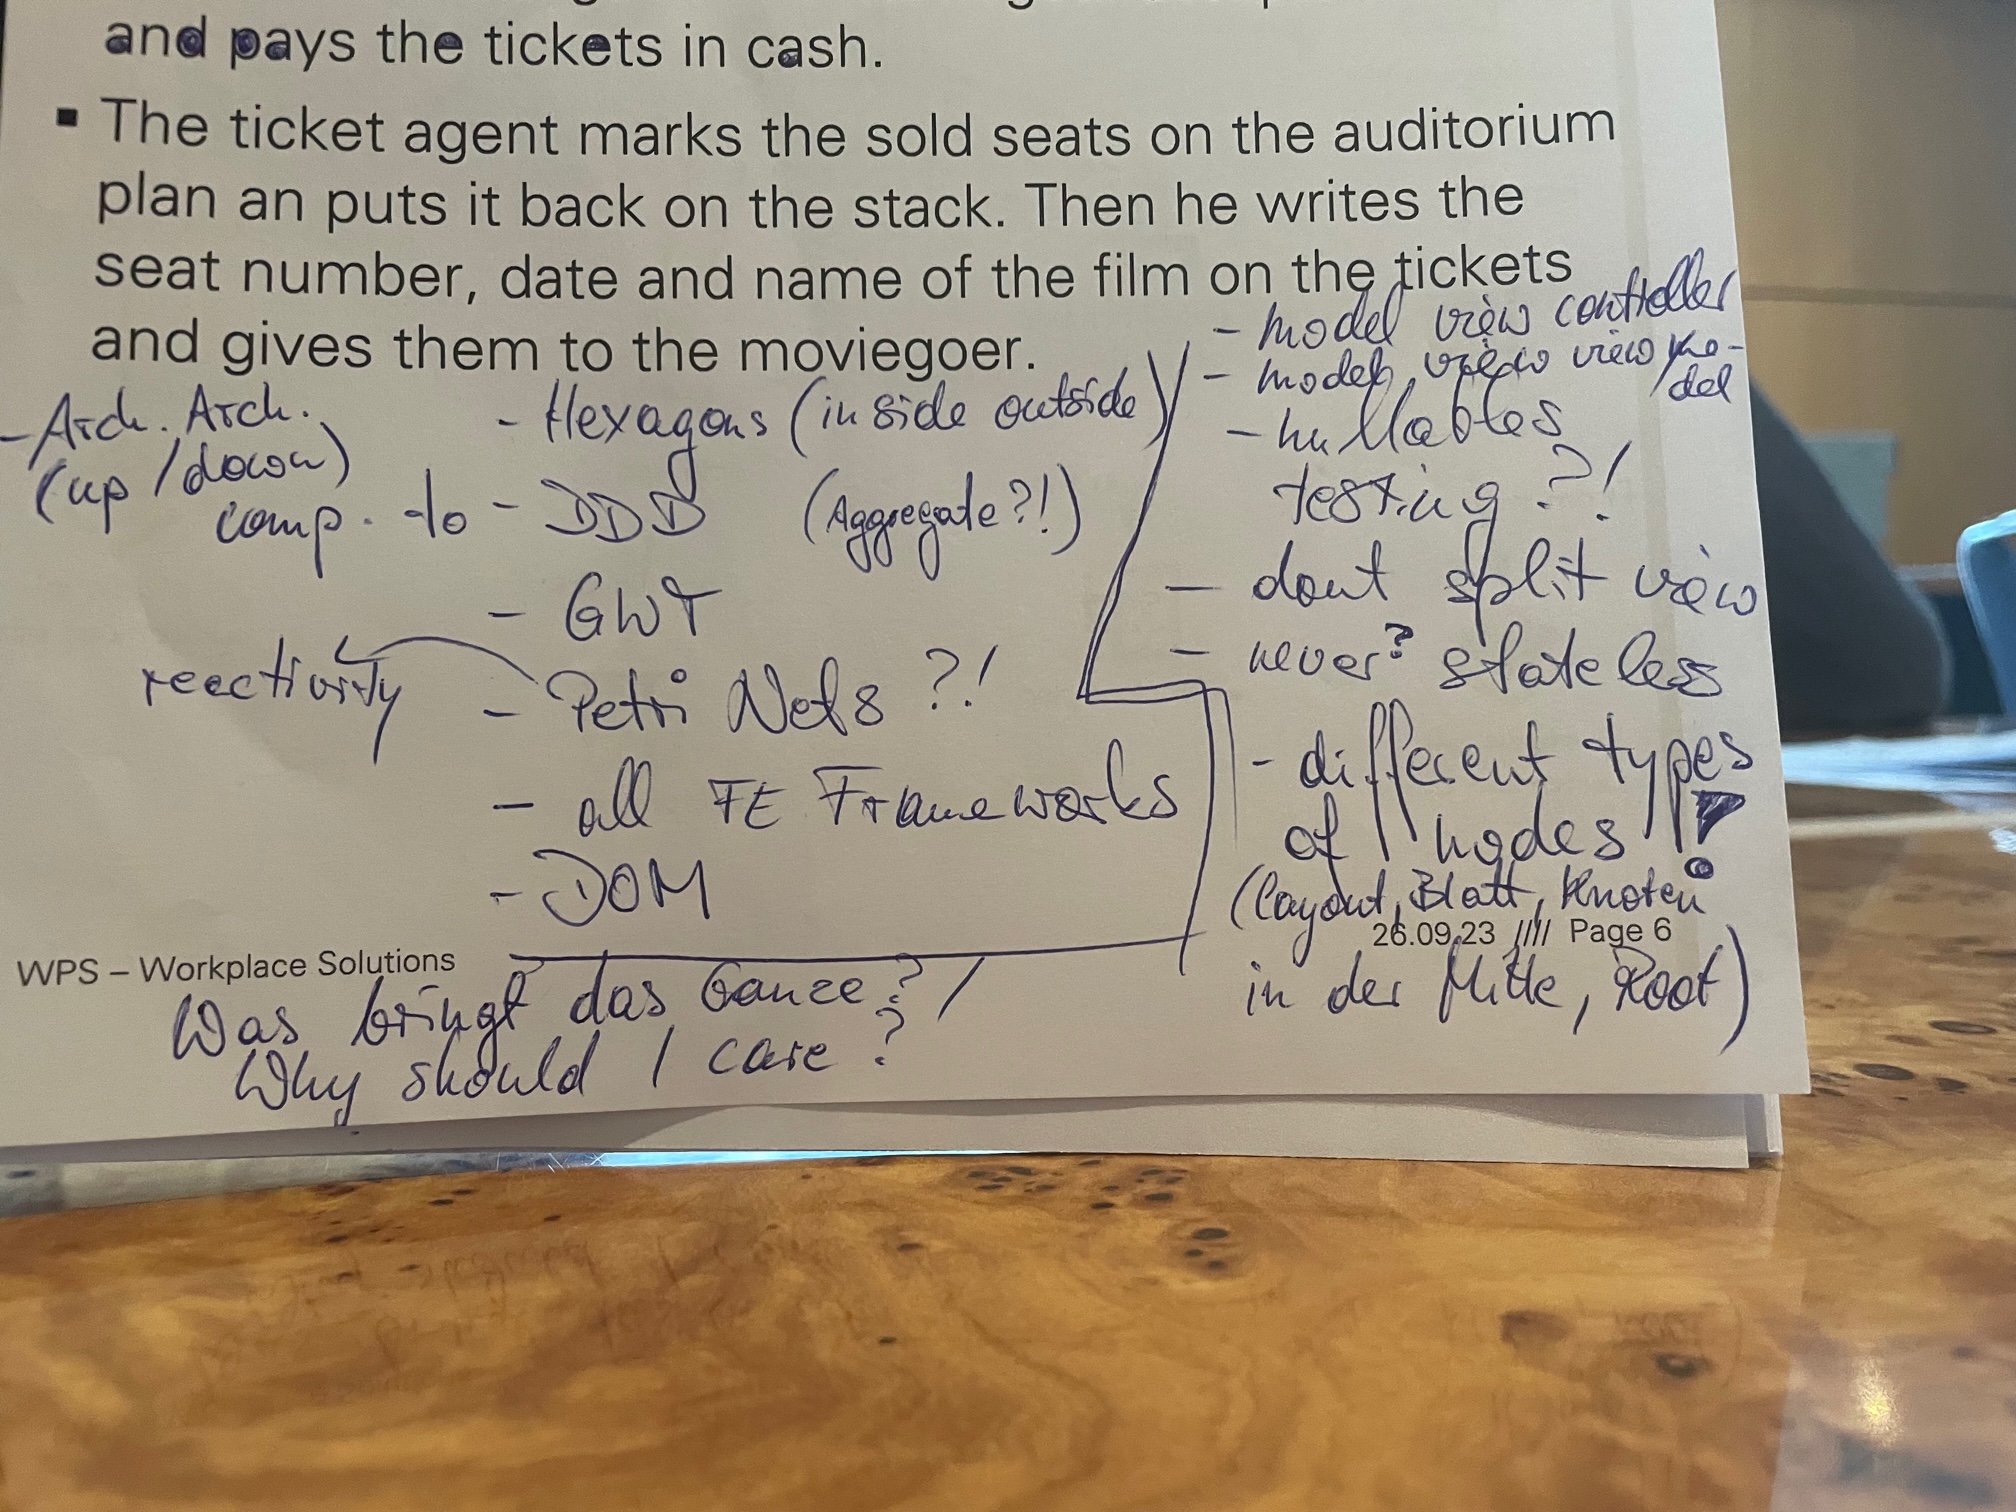 and pays the tickets in cash.
▪ The ticket agent marks the sold seats on the auditorium
plan an puts it back on the stack. Then he writes the
seat number, date and name of the film on the tickets
and gives them to the moviegoer.
- Arch. Arch.
(up / down)
comp. to
- Hexagons (inside outside)
- DDD (Aggregate?!)
- GWT
reactivity
- Petri Nets ?!
- all FE Frameworks
- DOM
- model view controller
- model view view mo-
del
- nullables
testing ?!
- dont split view
- never? stateless
- different types
of nodes !?
(Layout, Blatt, Knoten
in der Mitte, Root)
WPS – Workplace Solutions
26.09.23 //// Page 6
Was bringt das Ganze? /
Why should I care ?